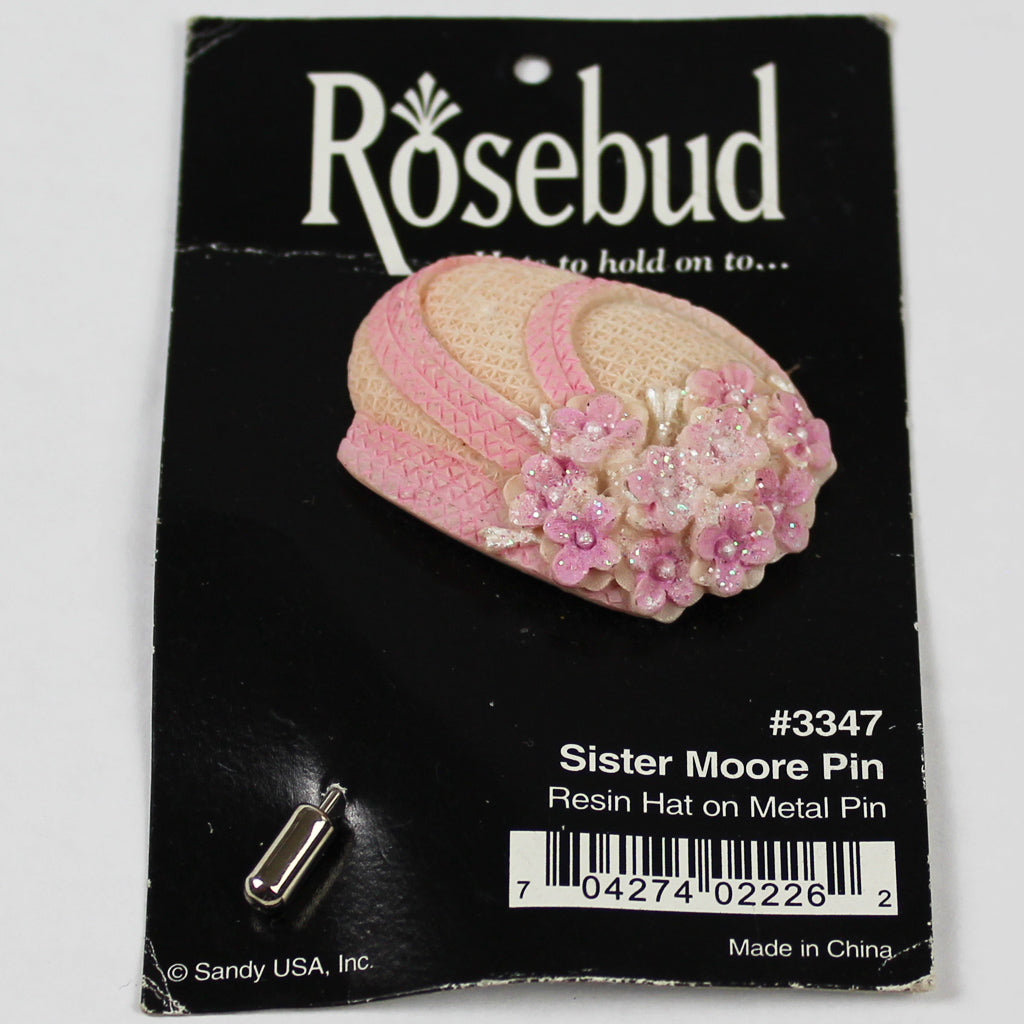 Rosebud
to hold on to...
#3347
Sister Moore Pin
Resin Hat on Metal Pin
7 04274 02226 2
Made in China
© Sandy USA, Inc.